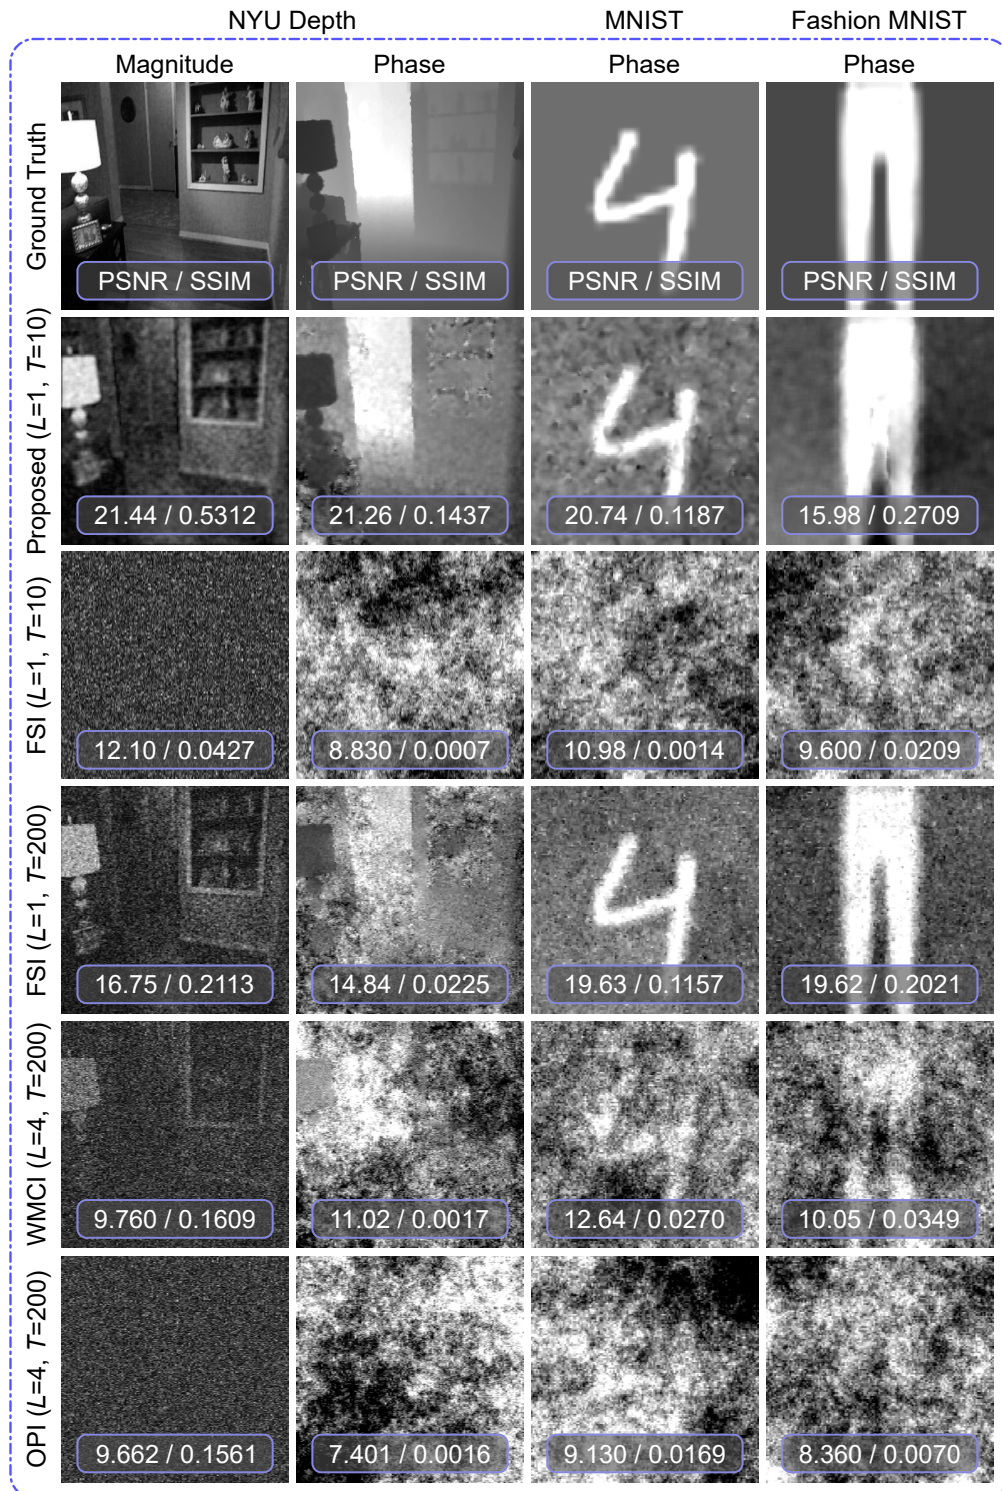 NYU Depth MNIST Fashion MNIST
Magnitude Phase Phase Phase
Ground Truth
PSNR / SSIM PSNR / SSIM PSNR / SSIM PSNR / SSIM
Proposed (L=1, T=10)
21.44 / 0.5312 21.26 / 0.1437 20.74 / 0.1187 15.98 / 0.2709
FSI (L=1, T=10)
12.10 / 0.0427 8.830 / 0.0007 10.98 / 0.0014 9.600 / 0.0209
FSI (L=1, T=200)
16.75 / 0.2113 14.84 / 0.0225 19.63 / 0.1157 19.62 / 0.2021
WMCI (L=4, T=200)
9.760 / 0.1609 11.02 / 0.0017 12.64 / 0.0270 10.05 / 0.0349
OPI (L=4, T=200)
9.662 / 0.1561 7.401 / 0.0016 9.130 / 0.0169 8.360 / 0.0070